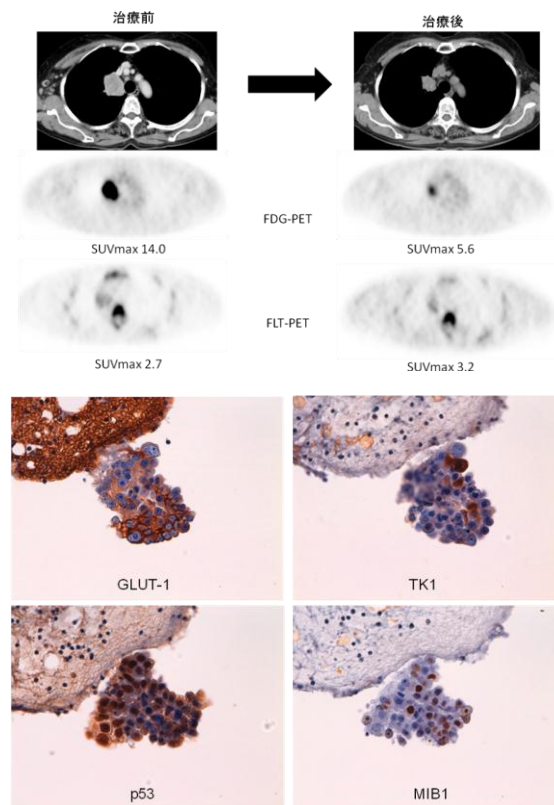 治療前
治療後
FDG-PET
SUVmax 14.0
SUVmax 5.6
FLT-PET
SUVmax 2.7
SUVmax 3.2
GLUT-1
TK1
p53
MIB1